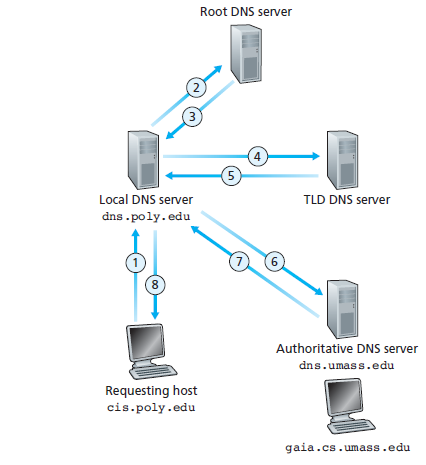 Root DNS server
2
3
4
5
Local DNS server
dns.poly.edu
TLD DNS server
1
8
7
6
Authoritative DNS server
dns.umass.edu
Requesting host
cis.poly.edu
gaia.cs.umass.edu